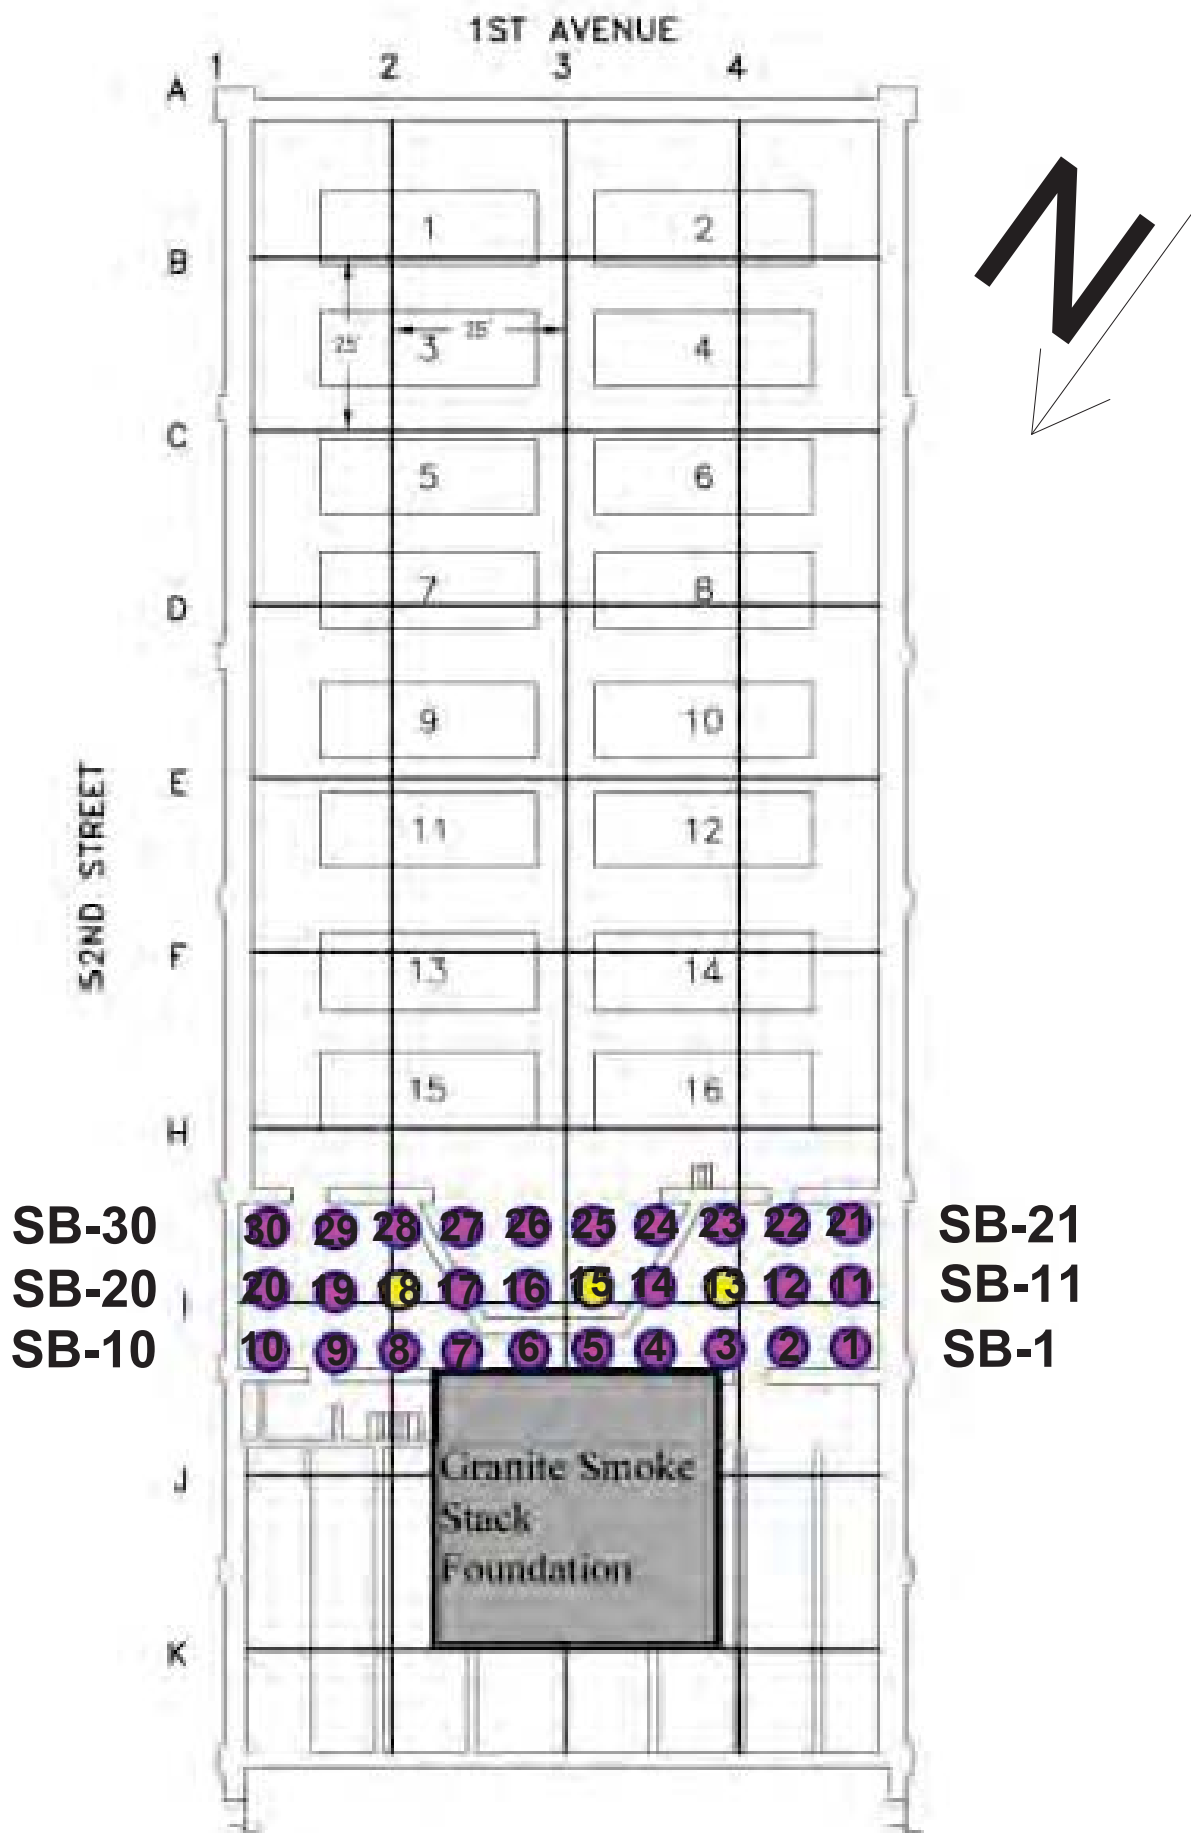 1ST AVENUE
1 2 3 4
A
N
1 2
B
25' 25'
3 4
C
5 6
7 8
D
9 10
52ND STREET
E
11 12
F
13 14
15 16
H
SB-30 30 29 28 27 26 25 24 23 22 21 SB-21
SB-20 20 19 18 17 16 15 14 13 12 11 SB-11
I
SB-10 10 9 8 7 6 5 4 3 2 1 SB-1
Granite Smoke
J
Stack
Foundation
K